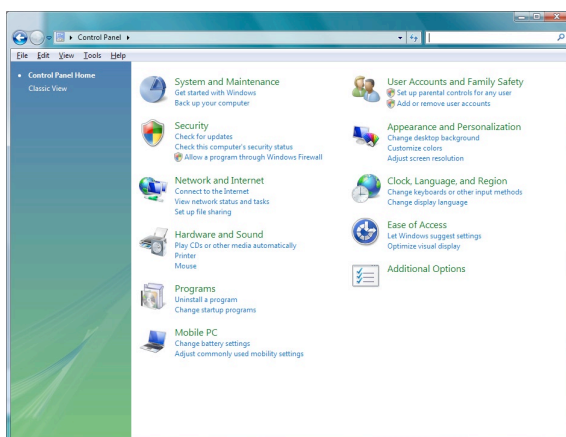 Control Panel
File Edit View Tools Help
Control Panel Home
Classic View
System and Maintenance
Get started with Windows
Back up your computer
Security
Check for updates
Check this computer's security status
Allow a program through Windows Firewall
Network and Internet
Connect to the Internet
View network status and tasks
Set up file sharing
Hardware and Sound
Play CDs or other media automatically
Printer
Mouse
Programs
Uninstall a program
Change startup programs
Mobile PC
Change battery settings
Adjust commonly used mobility settings
User Accounts and Family Safety
Set up parental controls for any user
Add or remove user accounts
Appearance and Personalization
Change desktop background
Customize colors
Adjust screen resolution
Clock, Language, and Region
Change keyboards or other input methods
Change display language
Ease of Access
Let Windows suggest settings
Optimize visual display
Additional Options